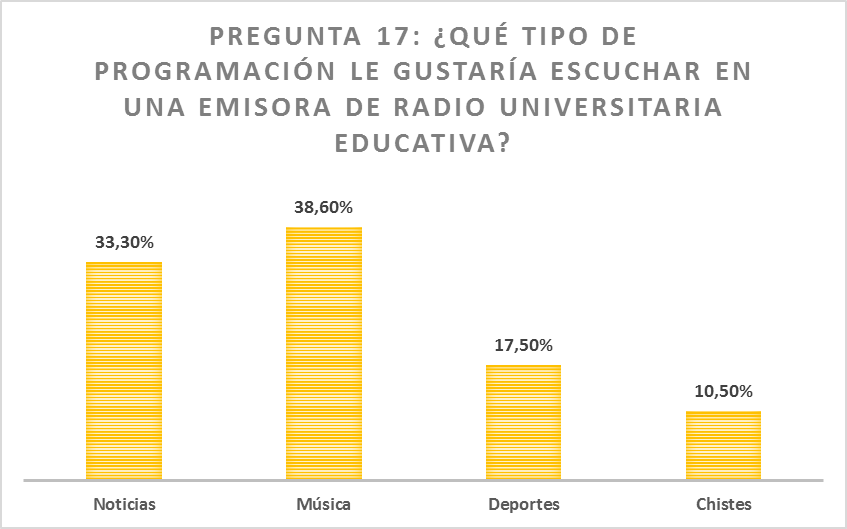 PREGUNTA 17: ¿QUÉ TIPO DE
PROGRAMACIÓN LE GUSTARÍA ESCUCHAR EN
UNA EMISORA DE RADIO UNIVERSITARIA
EDUCATIVA?
33,30%
38,60%
17,50%
10,50%
Noticias
Música
Deportes
Chistes